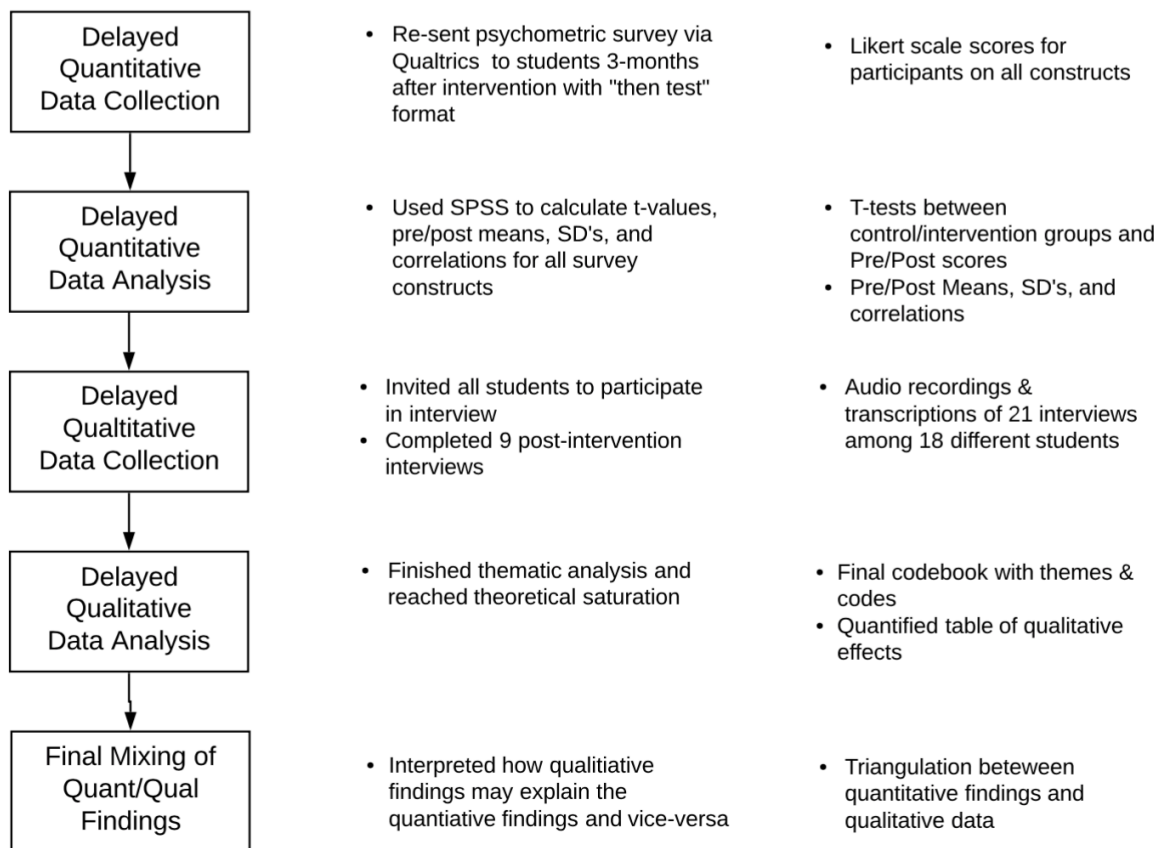 Delayed
Quantitative
Data Collection
• Re-sent psychometric survey via
Qualtrics to students 3-months
after intervention with "then test"
format
• Likert scale scores for
participants on all constructs
Delayed
Quantitative
Data Analysis
• Used SPSS to calculate t-values,
pre/post means, SD's, and
correlations for all survey
constructs
• T-tests between
control/intervention groups and
Pre/Post scores
• Pre/Post Means, SD's, and
correlations
Delayed
Qualtitative
Data Collection
• Invited all students to participate
in interview
• Completed 9 post-intervention
interviews
• Audio recordings &
transcriptions of 21 interviews
among 18 different students
Delayed
Qualitative
Data Analysis
• Finished thematic analysis and
reached theoretical saturation
• Final codebook with themes &
codes
• Quantified table of qualitative
effects
Final Mixing of
Quant/Qual
Findings
• Interpreted how qualitiative
findings may explain the
quantiative findings and vice-versa
• Triangulation beteween
quantitative findings and
qualitative data